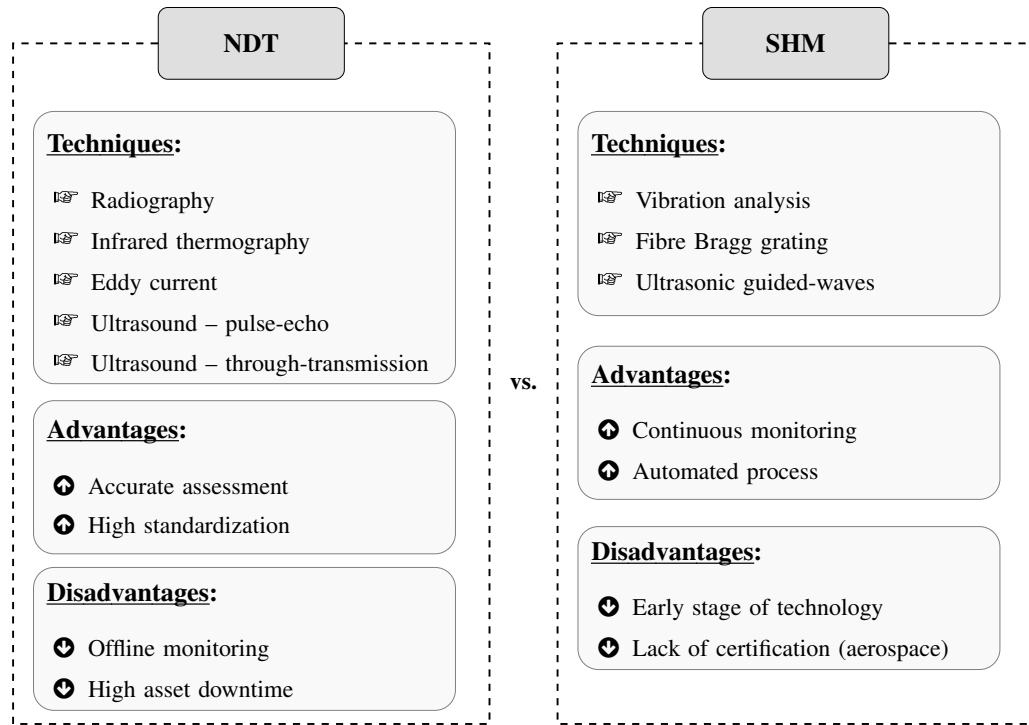 NDT
Techniques:
☞ Radiography
☞ Infrared thermography
☞ Eddy current
☞ Ultrasound – pulse-echo
☞ Ultrasound – through-transmission
Advantages:
Accurate assessment
High standardization
Disadvantages:
Offline monitoring
High asset downtime
vs.
SHM
Techniques:
☞ Vibration analysis
☞ Fibre Bragg grating
☞ Ultrasonic guided-waves
Advantages:
Continuous monitoring
Automated process
Disadvantages:
Early stage of technology
Lack of certification (aerospace)